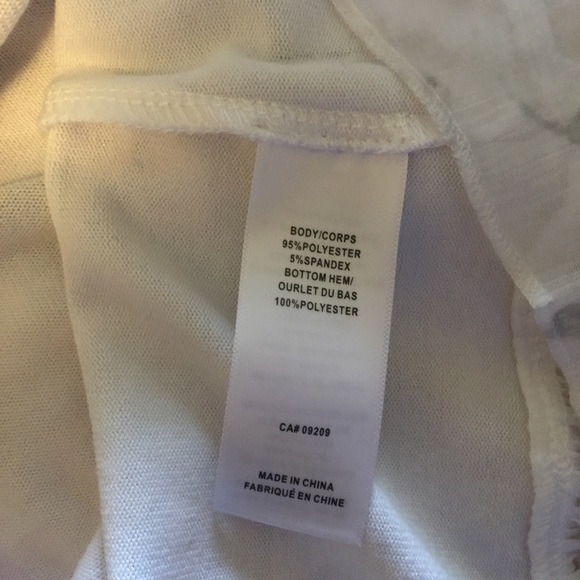 BODY/CORPS
95%POLYESTER
5%SPANDEX
BOTTOM HEM/
OURLET DU BAS
100%POLYESTER
CA# 09209
MADE IN CHINA
FABRIQUÉ EN CHINE